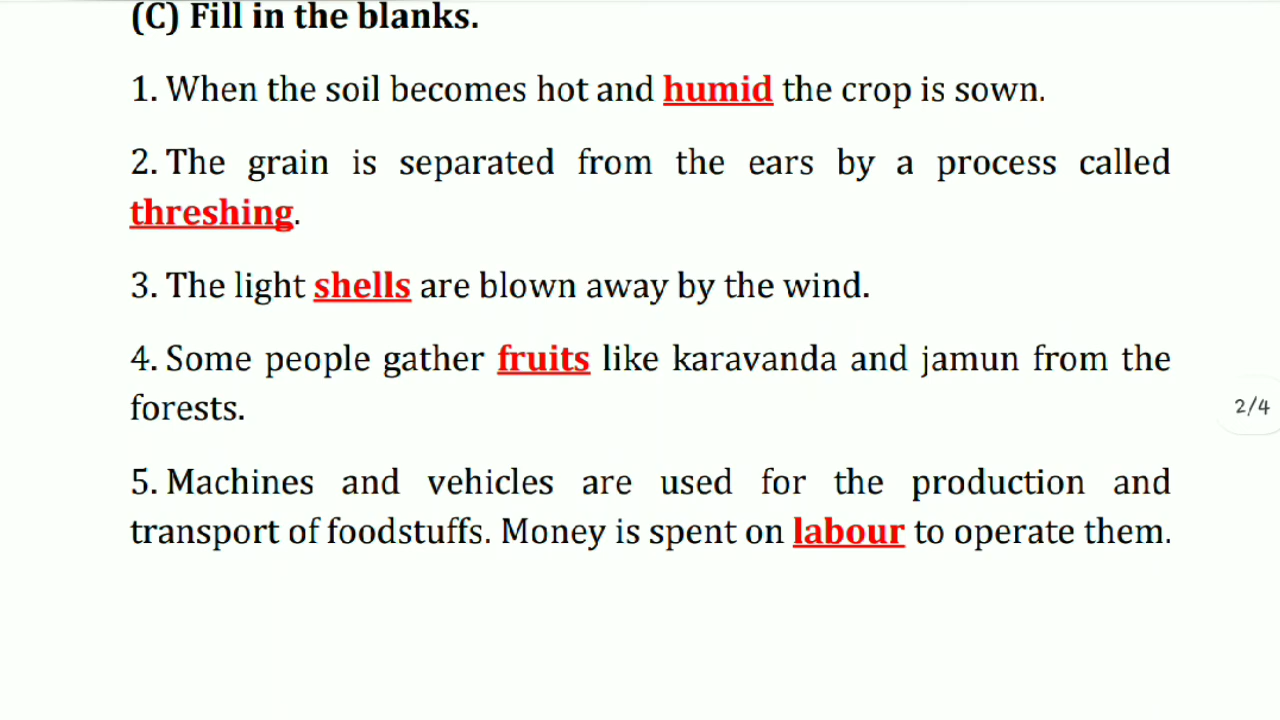 (C) Fill in the blanks.
1. When the soil becomes hot and humid the crop is sown.
2. The grain is separated from the ears by a process called
threshing.
3. The light shells are blown away by the wind.
4. Some people gather fruits like karavanda and jamun from the
forests.
2/4
5. Machines and vehicles are used for the production and
transport of foodstuffs. Money is spent on labour to operate them.